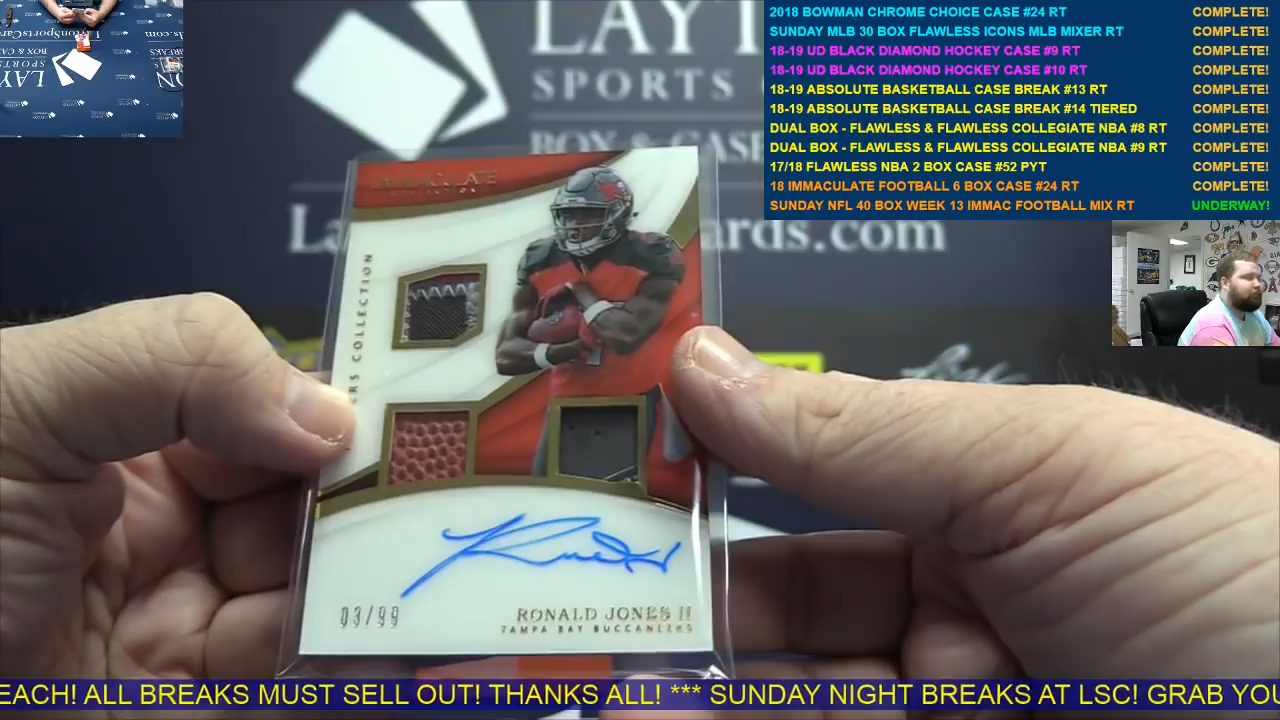 2018 BOWMAN CHROME CHOICE CASE #24 RT COMPLETE!
SUNDAY MLB 30 BOX FLAWLESS ICONS MLB MIXER RT COMPLETE!
18-19 UD BLACK DIAMOND HOCKEY CASE #9 RT COMPLETE!
18-19 UD BLACK DIAMOND HOCKEY CASE #10 RT COMPLETE!
18-19 ABSOLUTE BASKETBALL CASE BREAK #13 RT COMPLETE!
18-19 ABSOLUTE BASKETBALL CASE BREAK #14 TIERED COMPLETE!
DUAL BOX - FLAWLESS & FLAWLESS COLLEGIATE NBA #8 RT COMPLETE!
DUAL BOX - FLAWLESS & FLAWLESS COLLEGIATE NBA #9 RT COMPLETE!
17/18 FLAWLESS NBA 2 BOX CASE #52 PYT COMPLETE!
18 IMMACULATE FOOTBALL 6 BOX CASE #24 RT COMPLETE!
SUNDAY NFL 40 BOX WEEK 13 IMMAC FOOTBALL MIX RT UNDERWAY!
LAYT
SPORTS C
BOX & CASE
La
ards.com
IMMACULATE
COLLECTION
ERS COLLECTION
03/99
RONALD JONES II
TAMPA BAY BUCCANEERS
EACH! ALL BREAKS MUST SELL OUT! THANKS ALL! *** SUNDAY NIGHT BREAKS AT LSC! GRAB YOU